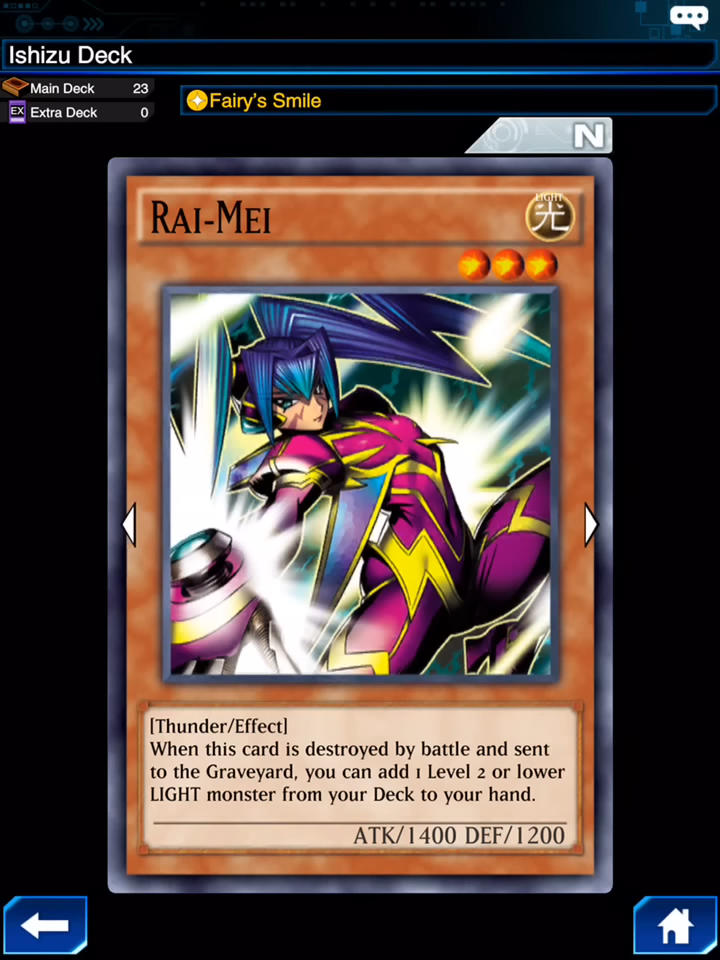 Ishizu Deck
Main Deck 23
EX Extra Deck 0
Fairy's Smile
N
Rai-Mei
LIGHT
光
[Thunder/Effect]
When this card is destroyed by battle and sent
to the Graveyard, you can add 1 Level 2 or lower
LIGHT monster from your Deck to your hand.
ATK/1400 DEF/1200